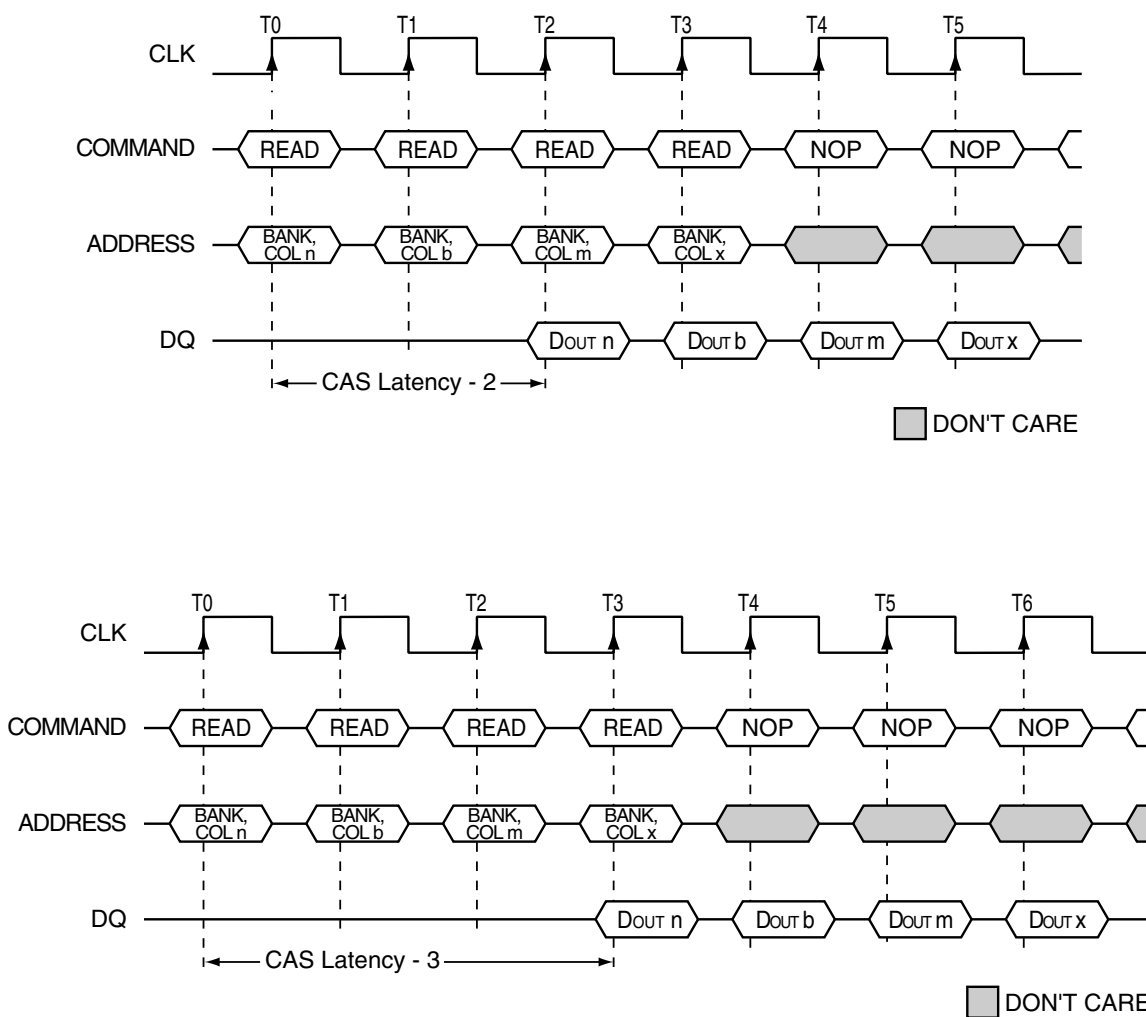 T0 T1 T2 T3 T4 T5
CLK
COMMAND READ READ READ READ NOP NOP
ADDRESS BANK, COL n BANK, COL b BANK, COL m BANK, COL x
DQ DOUT n DOUT b DOUT m DOUT x
CAS Latency - 2
DON'T CARE
T0 T1 T2 T3 T4 T5 T6
CLK
COMMAND READ READ READ READ NOP NOP NOP
ADDRESS BANK, COL n BANK, COL b BANK, COL m BANK, COL x
DQ DOUT n DOUT b DOUT m DOUT x
CAS Latency - 3
DON'T CARE